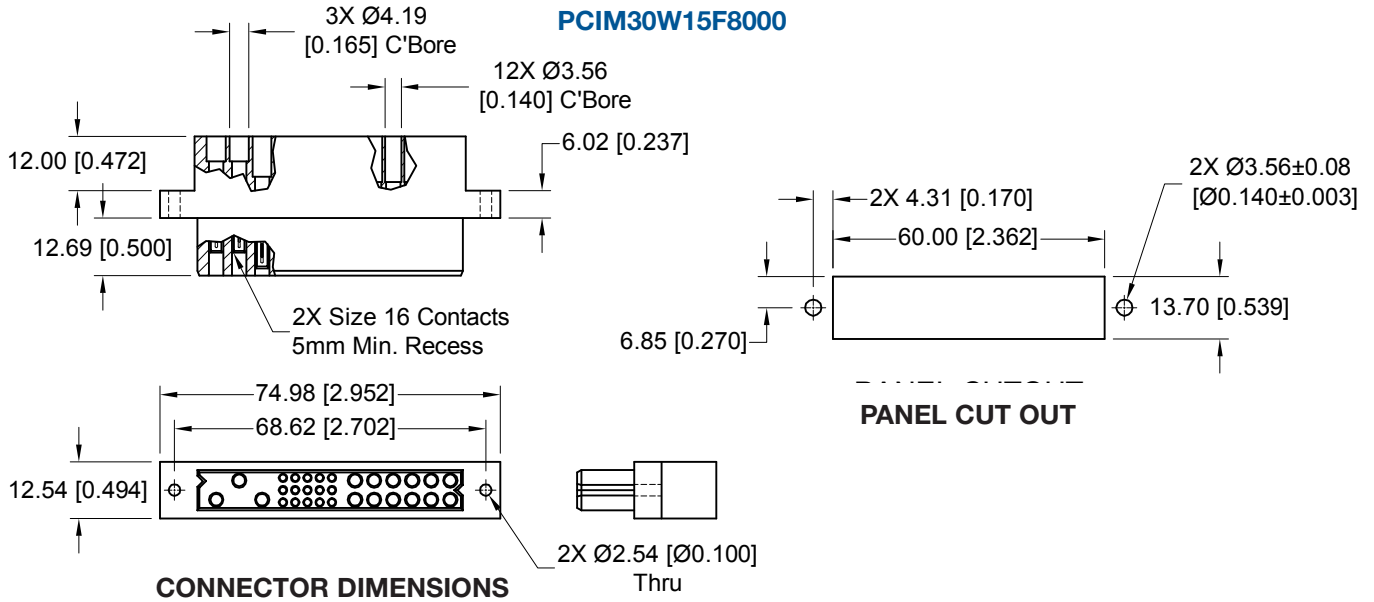 PCIM30W15F8000
3X Ø4.19
[0.165] C'Bore
12X Ø3.56
[0.140] C'Bore
12.00 [0.472]
6.02 [0.237]
12.69 [0.500]
2X Size 16 Contacts
5mm Min. Recess
2X Ø3.56±0.08
[Ø0.140±0.003]
2X 4.31 [0.170]
60.00 [2.362]
13.70 [0.539]
6.85 [0.270]
PANEL CUT OUT
74.98 [2.952]
68.62 [2.702]
12.54 [0.494]
2X Ø2.54 [Ø0.100]
Thru
CONNECTOR DIMENSIONS